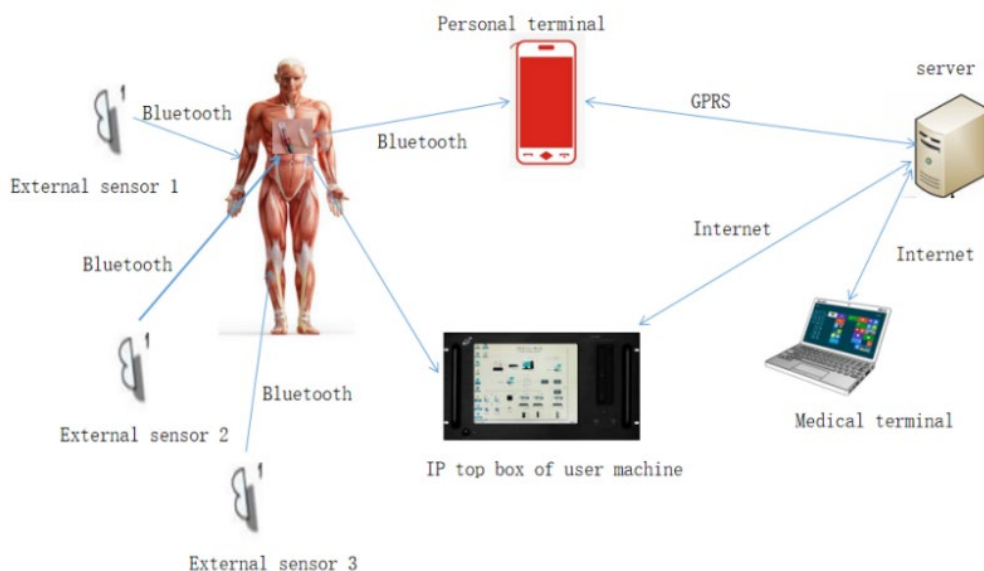 Personal terminal
server
Bluetooth
GPRS
Bluetooth
External sensor 1
Internet
Internet
Bluetooth
Bluetooth
Medical terminal
External sensor 2
IP top box of user machine
External sensor 3